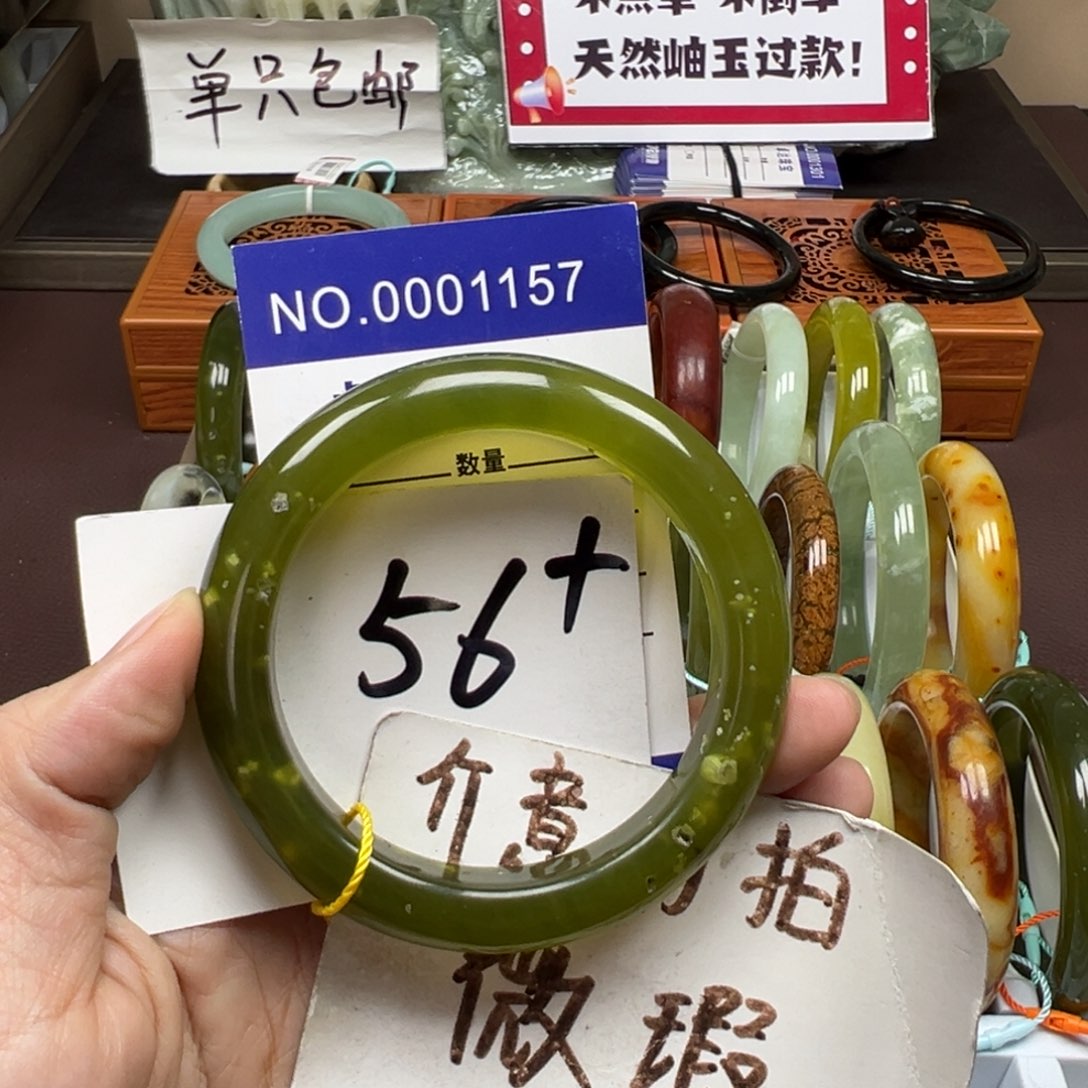 单只包邮
天然岫玉过款!
NO.0001157
数量
56+
介意
拍
微瑕